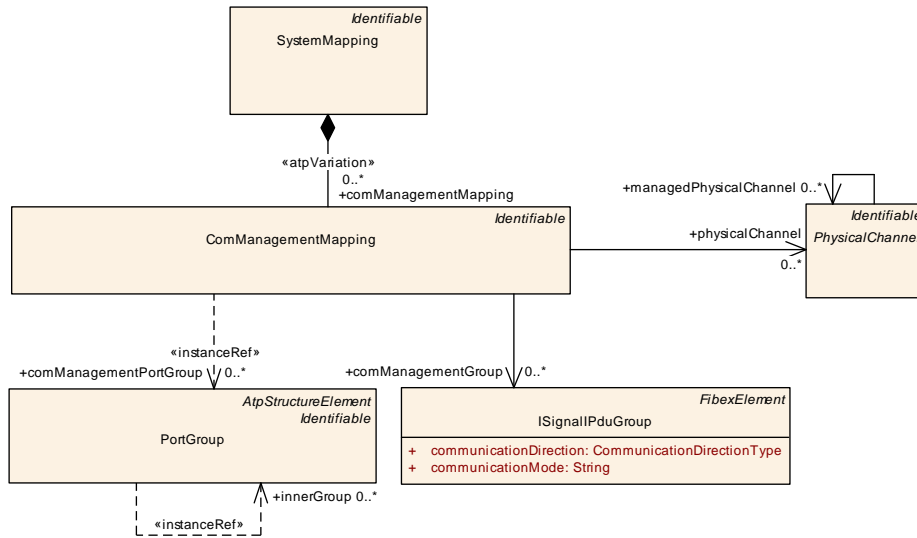 Identifiable
SystemMapping
«atpVariation»
0..*
+comManagementMapping
+managedPhysicalChannel 0..*
Identifiable
ComManagementMapping
+physicalChannel
0..*
Identifiable
PhysicalChannel
«instanceRef»
+comManagementPortGroup 0..*
+comManagementGroup 0..*
AtpStructureElement
Identifiable
PortGroup
FibexElement
ISignalIPduGroup
+ communicationDirection: CommunicationDirectionType
+ communicationMode: String
+innerGroup 0..*
«instanceRef»